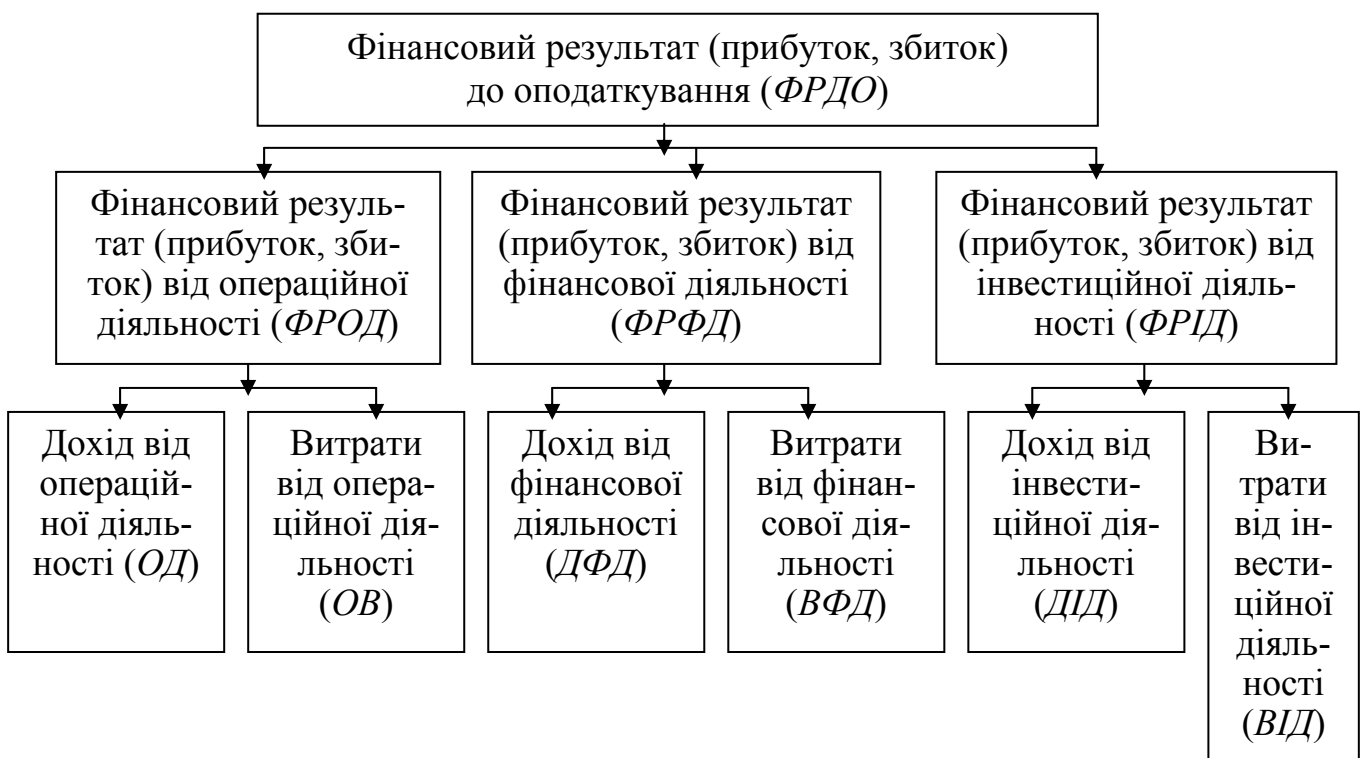 Фінансовий результат (прибуток, збиток)
до оподаткування (ФРДО)
Фінансовий резуль-
тат (прибуток, зби-
ток) від операційної
діяльності (ФРОД)
Фінансовий результат
(прибуток, збиток) від
фінансової діяльності
(ФРФД)
Фінансовий результат
(прибуток, збиток) від
інвестиційної діяль-
ності (ФРІД)
Дохід від
операцій-
ної діяль-
ності (ОД)
Витрати
від опера-
ційної дія-
льності
(ОВ)
Дохід від
фінансової
діяльності
(ДФД)
Витрати
від фінан-
сової дія-
льності
(ВФД)
Дохід від
інвести-
ційної дія-
льності
(ДІД)
Ви-
трати
від ін-
вести-
ційної
діяль-
ності
(ВІД)